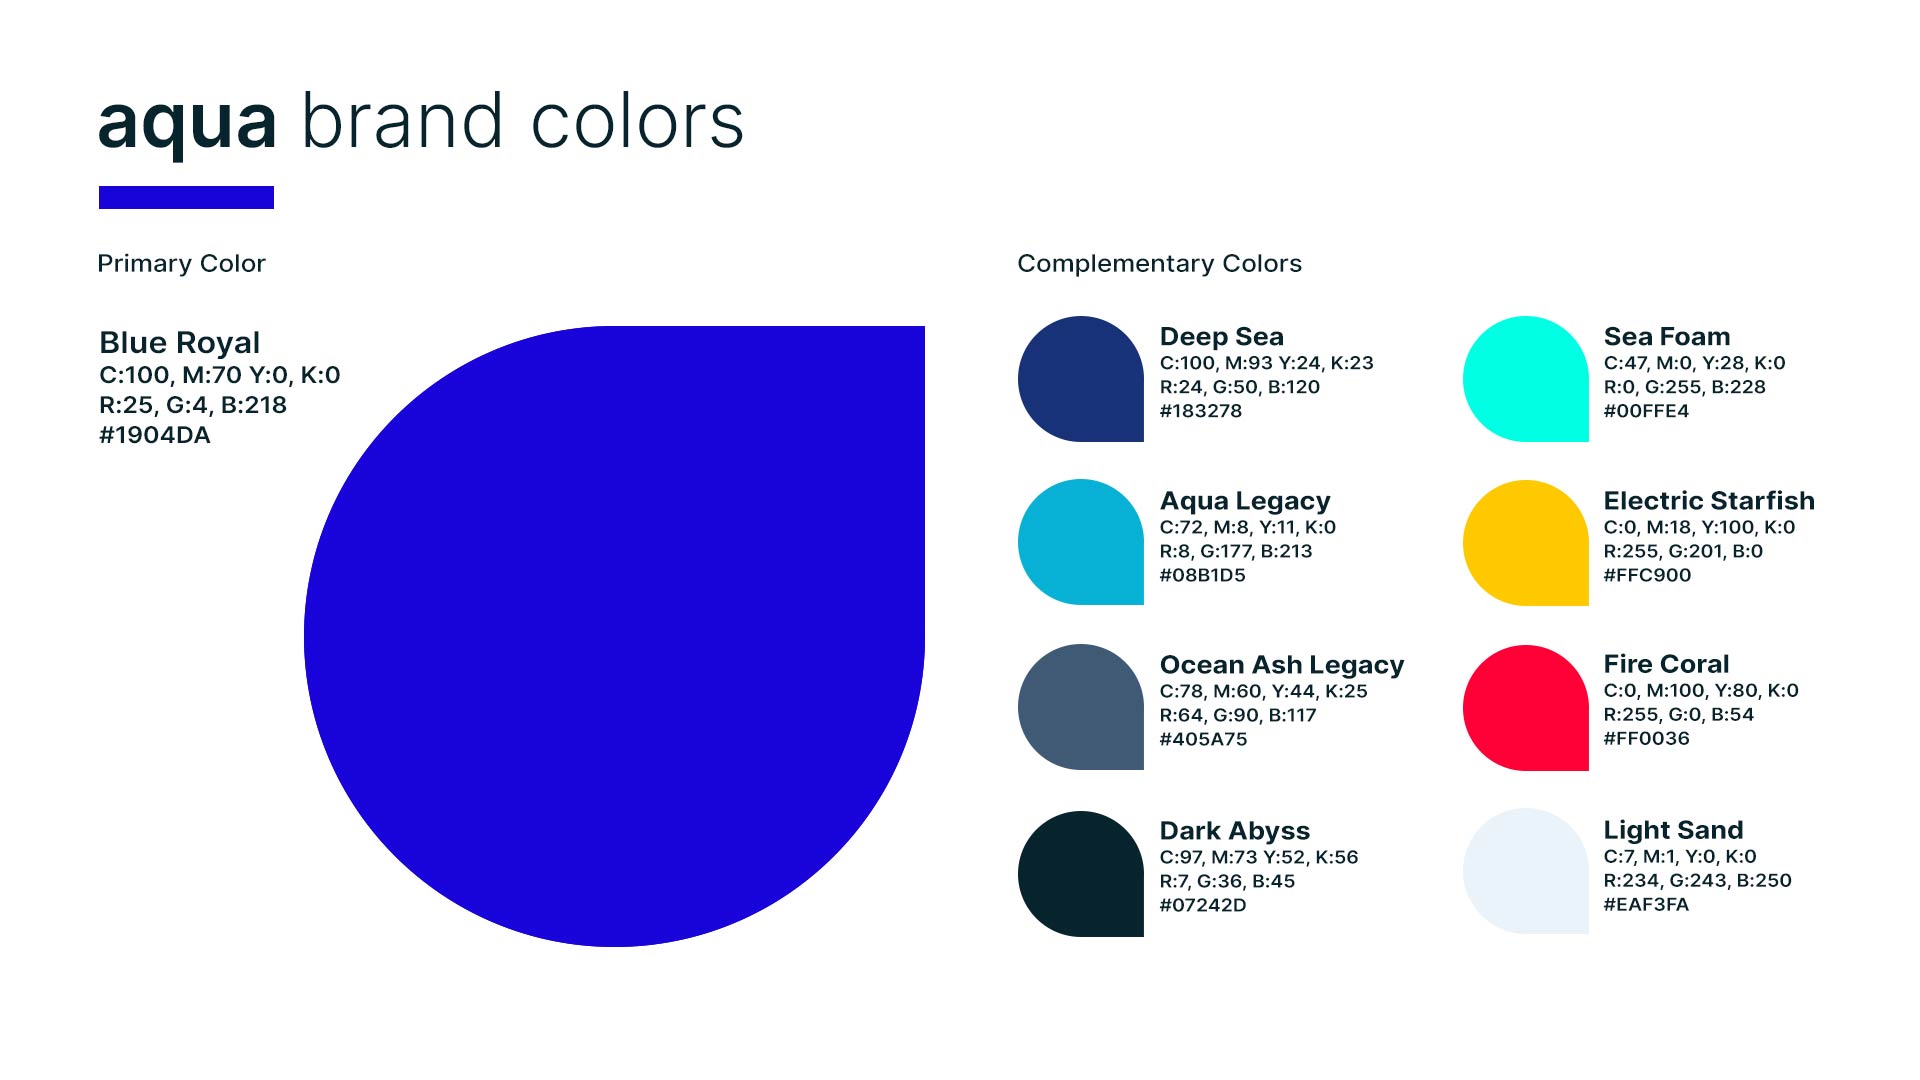 aqua brand colors
Primary Color
Blue Royal
C:100, M:70 Y:0, K:0
R:25, G:4, B:218
#1904DA
Complementary Colors
Deep Sea
C:100, M:93 Y:24, K:23
R:24, G:50, B:120
#183278
Aqua Legacy
C:72, M:8, Y:11, K:0
R:8, G:177, B:213
#08B1D5
Ocean Ash Legacy
C:78, M:60, Y:44, K:25
R:64, G:90, B:117
#405A75
Dark Abyss
C:97, M:73 Y:52, K:56
R:7, G:36, B:45
#07242D
Sea Foam
C:47, M:0, Y:28, K:0
R:0, G:255, B:228
#00FFE4
Electric Starfish
C:0, M:18, Y:100, K:0
R:255, G:201, B:0
#FFC900
Fire Coral
C:0, M:100, Y:80, K:0
R:255, G:0, B:54
#FF0036
Light Sand
C:7, M:1, Y:0, K:0
R:234, G:243, B:250
#EAF3FA